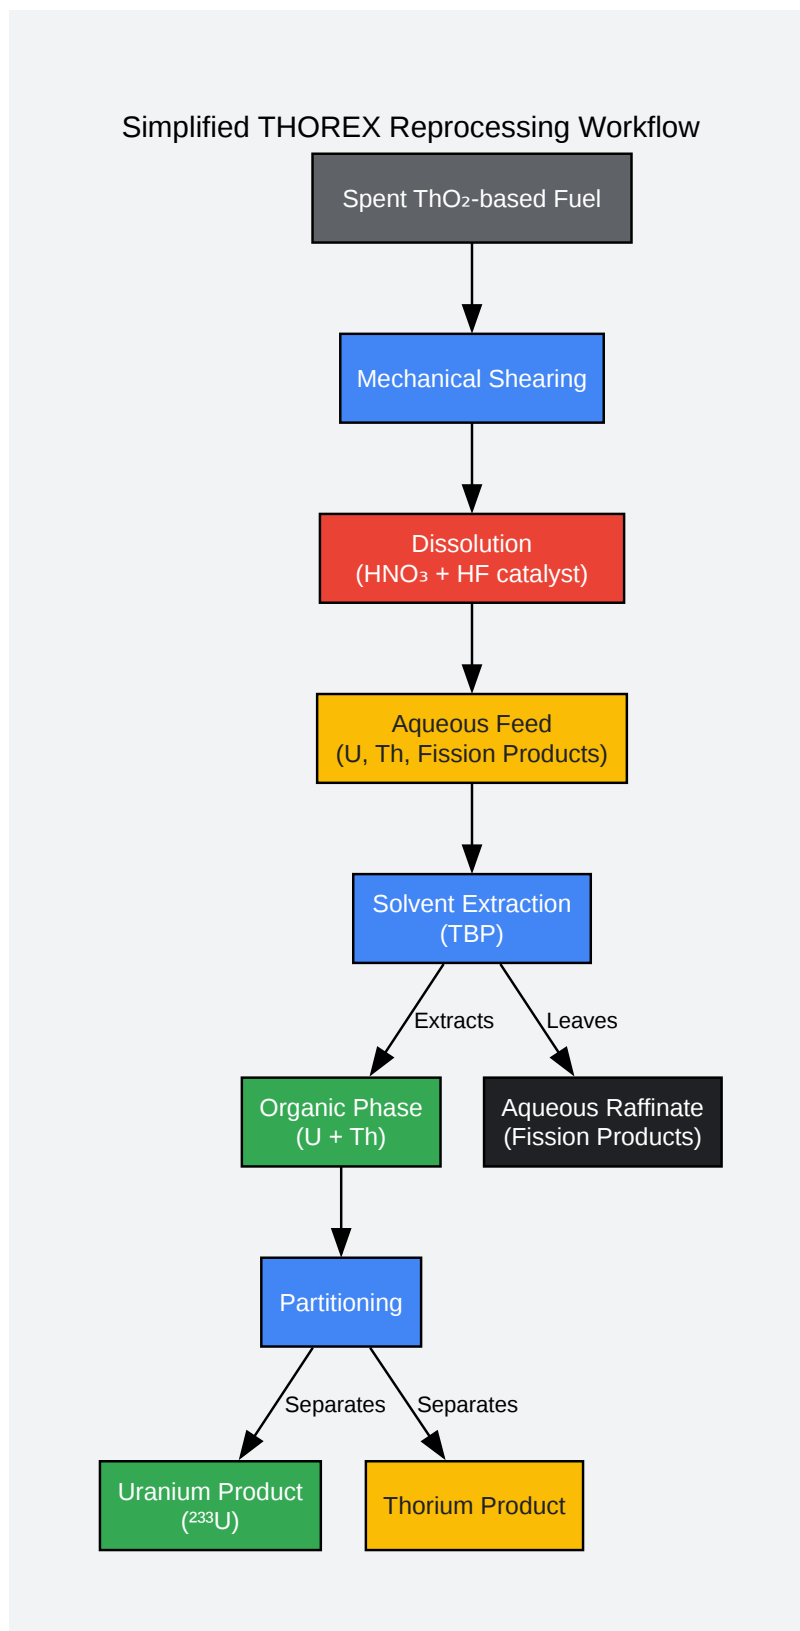 Simplified THOREX Reprocessing Workflow
Spent ThO₂-based Fuel
Mechanical Shearing
Dissolution
(HNO₃ + HF catalyst)
Aqueous Feed
(U, Th, Fission Products)
Solvent Extraction
(TBP)
Extracts
Leaves
Organic Phase
(U + Th)
Aqueous Raffinate
(Fission Products)
Partitioning
Separates
Separates
Uranium Product
(²³³U)
Thorium Product